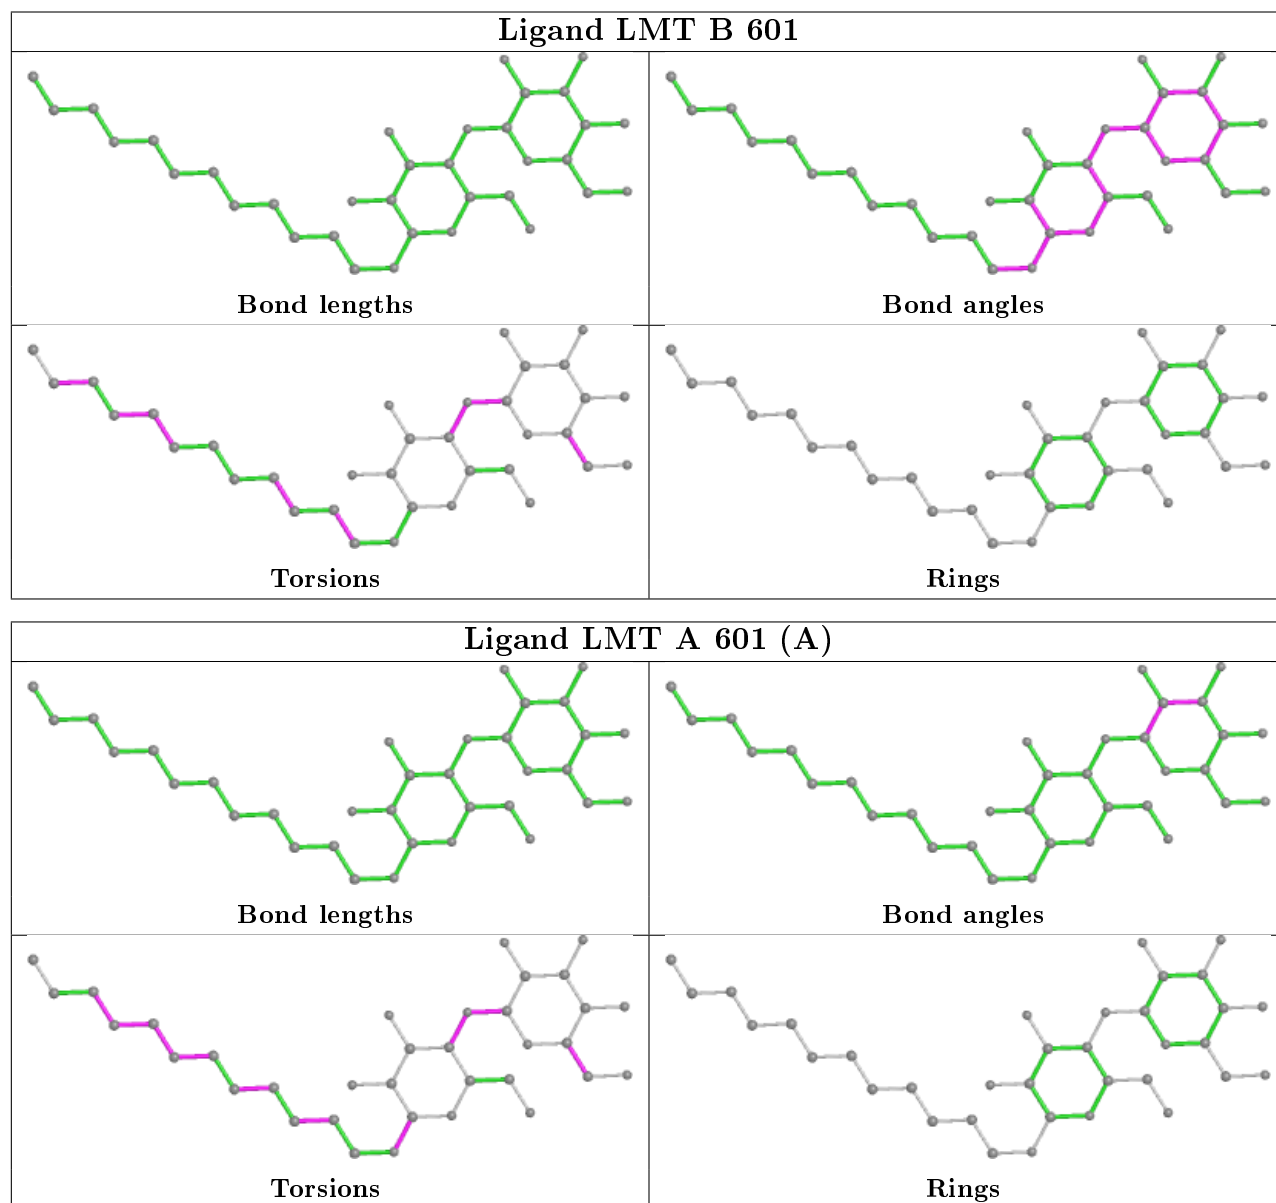 Ligand LMT B 601
Bond lengths
Bond angles
Torsions
Rings
Ligand LMT A 601 (A)
Bond lengths
Bond angles
Torsions
Rings